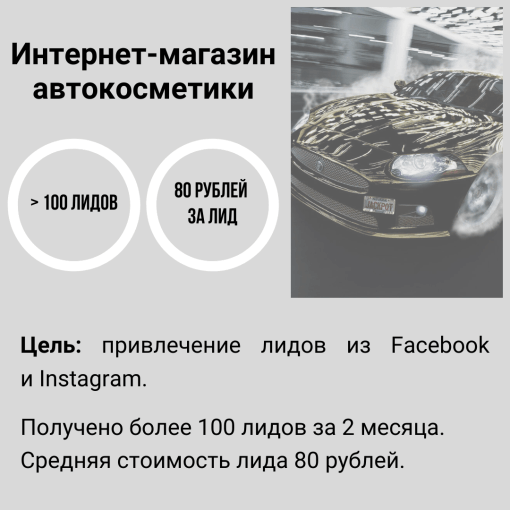 Интернет-магазин
автокосметики
> 100 ЛИДОВ
80 РУБЛЕЙ
ЗА ЛИД
Цель: привлечение лидов из Facebook
и Instagram.
Получено более 100 лидов за 2 месяца.
Средняя стоимость лида 80 рублей.